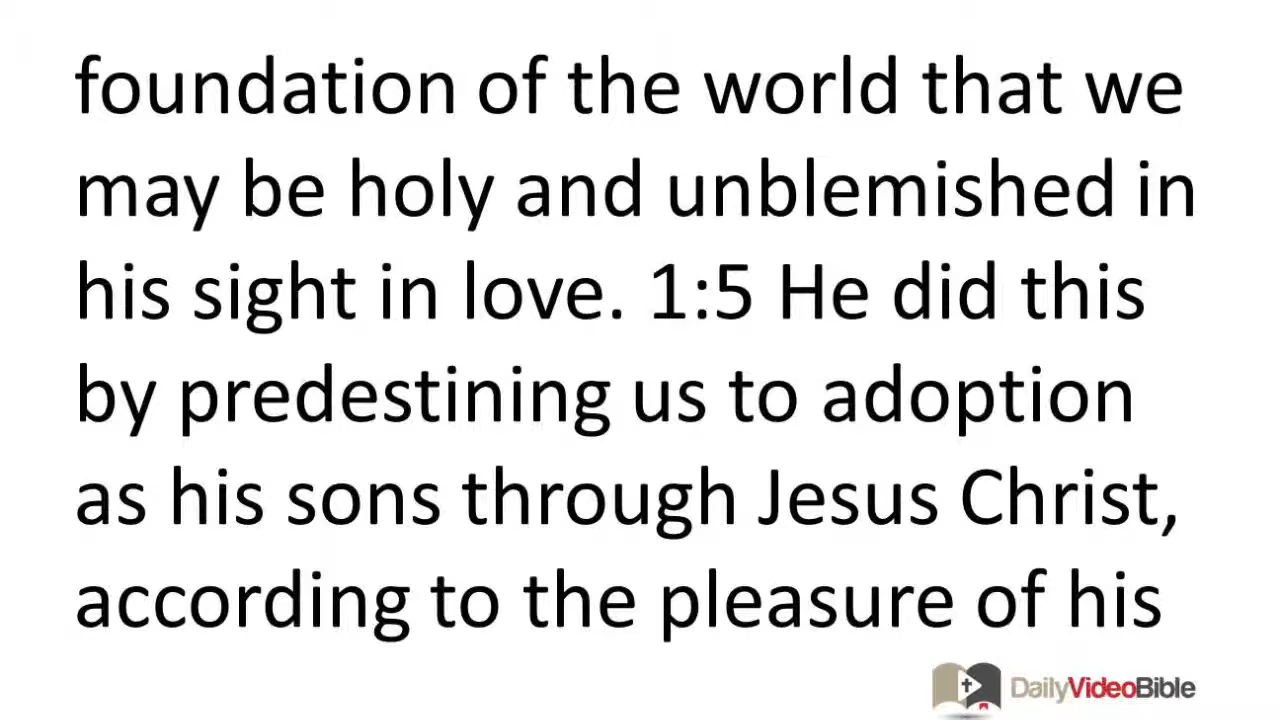 foundation of the world that we
may be holy and unblemished in
his sight in love. 1:5 He did this
by predestining us to adoption
as his sons through Jesus Christ,
according to the pleasure of his
DailyVideoBible